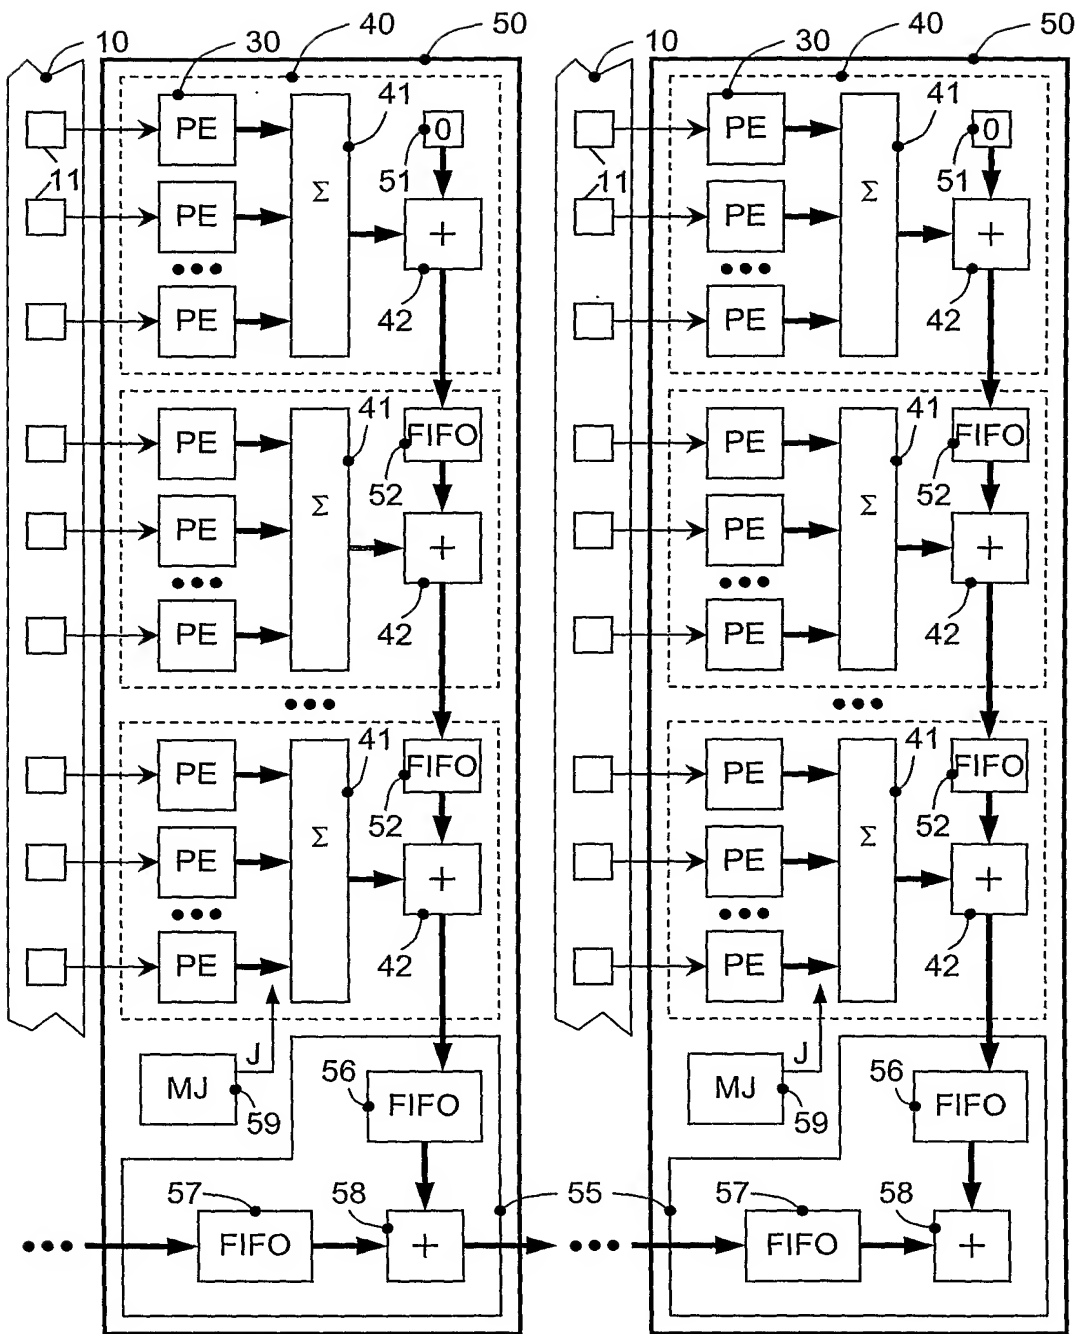 10 30 40 50 10 30 40 50
PE 41 0 PE 41 0
11 51 11 51
PE Σ + PE Σ +
••• •••
PE 42 PE 42
PE 41 FIFO PE 41 FIFO
52 52
PE Σ + PE Σ +
••• •••
PE 42 PE 42
••• •••
PE 41 FIFO PE 41 FIFO
52 52
PE Σ + PE Σ +
••• •••
PE 42 PE 42
J J
MJ 56 FIFO MJ 56 FIFO
59 59
57 58 55 57 58
••• FIFO + ••• FIFO +